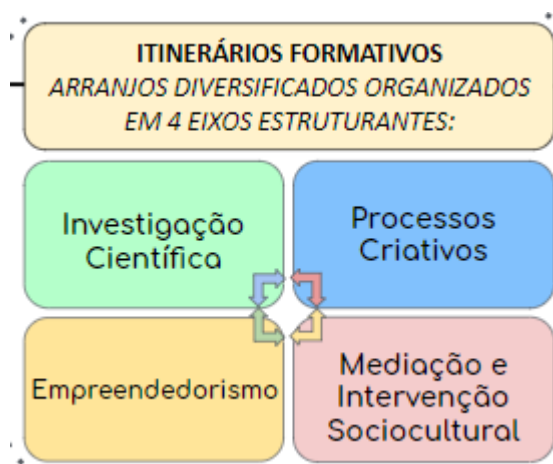 ITINERÁRIOS FORMATIVOS
ARRANJOS DIVERSIFICADOS ORGANIZADOS
EM 4 EIXOS ESTRUTURANTES:
Investigação
Científica
Processos
Criativos
Empreendedorismo
Mediação e
Intervenção
Sociocultural